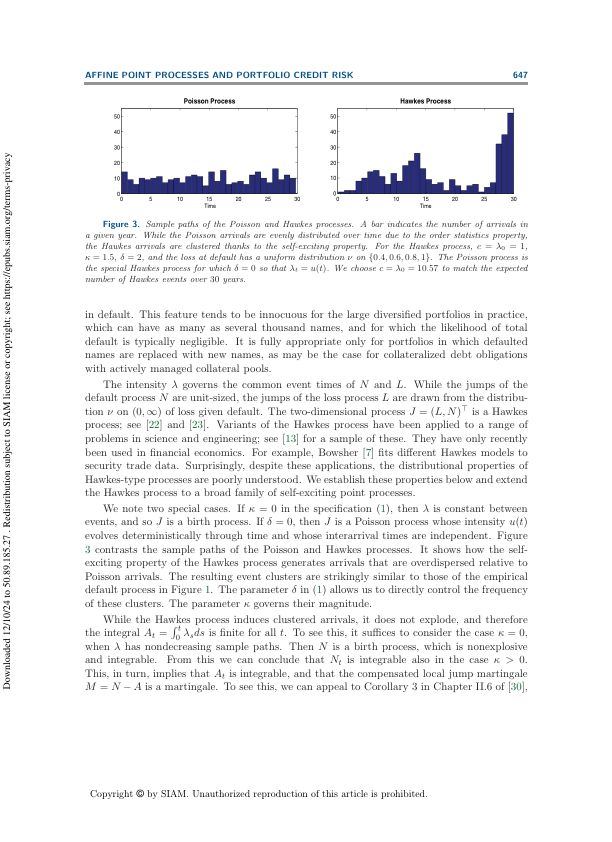 AFFINE POINT PROCESSES AND PORTFOLIO CREDIT RISK 647
Poisson Process
50
40
30
20
10
0
0 5 10 15 20 25 30
Time
Hawkes Process
50
40
30
20
10
0
0 5 10 15 20 25 30
Time
Figure 3. Sample paths of the Poisson and Hawkes processes. A bar indicates the number of arrivals in
a given year. While the Poisson arrivals are evenly distributed over time due to the order statistics property,
the Hawkes arrivals are clustered thanks to the self-exciting property. For the Hawkes process, c = λ0 = 1,
κ = 1.5, δ = 2, and the loss at default has a uniform distribution ν on {0.4, 0.6, 0.8, 1}. The Poisson process is
the special Hawkes process for which δ = 0 so that λt = u(t). We choose c = λ0 = 10.57 to match the expected
number of Hawkes events over 30 years.
in default. This feature tends to be innocuous for the large diversified portfolios in practice,
which can have as many as several thousand names, and for which the likelihood of total
default is typically negligible. It is fully appropriate only for portfolios in which defaulted
names are replaced with new names, as may be the case for collateralized debt obligations
with actively managed collateral pools.
The intensity λ governs the common event times of N and L. While the jumps of the
default process N are unit-sized, the jumps of the loss process L are drawn from the distribu-
tion ν on (0, ∞) of loss given default. The two-dimensional process J = (L, N)⊤ is a Hawkes
process; see [22] and [23]. Variants of the Hawkes process have been applied to a range of
problems in science and engineering; see [13] for a sample of these. They have only recently
been used in financial economics. For example, Bowsher [7] fits different Hawkes models to
security trade data. Surprisingly, despite these applications, the distributional properties of
Hawkes-type processes are poorly understood. We establish these properties below and extend
the Hawkes process to a broad family of self-exciting point processes.
We note two special cases. If κ = 0 in the specification (1), then λ is constant between
events, and so J is a birth process. If δ = 0, then J is a Poisson process whose intensity u(t)
evolves deterministically through time and whose interarrival times are independent. Figure
3 contrasts the sample paths of the Poisson and Hawkes processes. It shows how the self-
exciting property of the Hawkes process generates arrivals that are overdispersed relative to
Poisson arrivals. The resulting event clusters are strikingly similar to those of the empirical
default process in Figure 1. The parameter δ in (1) allows us to directly control the frequency
of these clusters. The parameter κ governs their magnitude.
While the Hawkes process induces clustered arrivals, it does not explode, and therefore
the integral At = ∫0t λsds is finite for all t. To see this, it suffices to consider the case κ = 0,
when λ has nondecreasing sample paths. Then N is a birth process, which is nonexplosive
and integrable. From this we can conclude that Nt is integrable also in the case κ > 0.
This, in turn, implies that At is integrable, and that the compensated local jump martingale
M = N − A is a martingale. To see this, we can appeal to Corollary 3 in Chapter II.6 of [30],
Copyright © by SIAM. Unauthorized reproduction of this article is prohibited.
Downloaded 12/10/24 to 50.89.185.27 . Redistribution subject to SIAM license or copyright; see https://epubs.siam.org/terms-privacy